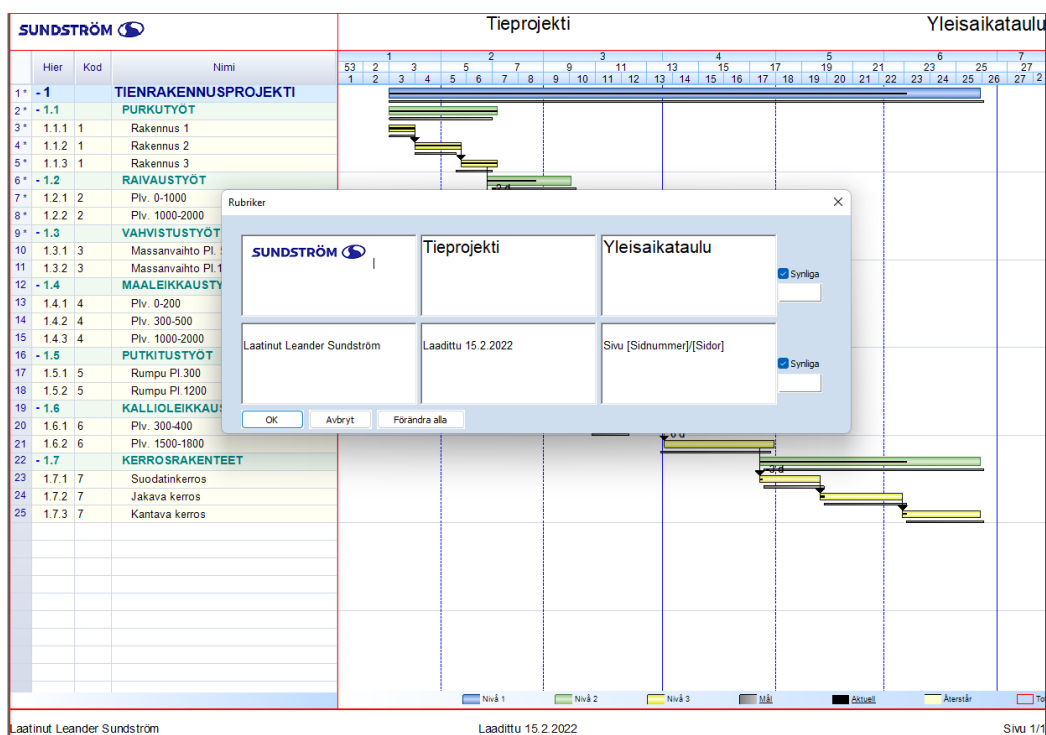 SUNDSTRÖM
Tieprojekti
Yleisaikataulu
Hier Kod Nimi
1 2 3 4 5 6 7
53 2 3 5 7 9 11 13 15 17 19 21 23 25 27
1 2 3 4 5 6 7 8 9 10 11 12 13 14 15 16 17 18 19 20 21 22 23 24 25 26 27 2
1* - 1 TIENRAKENNUSPROJEKTI
2* - 1.1 PURKUTYÖT
3* 1.1.1 1 Rakennus 1
4* 1.1.2 1 Rakennus 2
5* 1.1.3 1 Rakennus 3
6* - 1.2 RAIVAUSTYÖT
7* 1.2.1 2 Plv. 0-1000
8* 1.2.2 2 Plv. 1000-2000
9* - 1.3 VAHVISTUSTYÖT
10 1.3.1 3 Massanvaihto Pl.
11 1.3.2 3 Massanvaihto Pl.1
12 - 1.4 MAALEIKKAUSTY
13 1.4.1 4 Plv. 0-200
14 1.4.2 4 Plv. 300-500
15 1.4.3 4 Plv. 1000-2000
16 - 1.5 PUTKITUSTYÖT
17 1.5.1 5 Rumpu Pl.300
18 1.5.2 5 Rumpu Pl.1200
19 - 1.6 KALLIOLEIKKAUS
20 1.6.1 6 Plv. 300-400
21 1.6.2 6 Plv. 1500-1800
22 - 1.7 KERROSRAKENTEET
23 1.7.1 7 Suodatinkerros
24 1.7.2 7 Jakava kerros
25 1.7.3 7 Kantava kerros
Rubriker
SUNDSTRÖM
Tieprojekti
Yleisaikataulu
Synliga
Laatinut Leander Sundström
Laadittu 15.2.2022
Sivu [Sidnummer]/[Sidor]
Synliga
OK Avbryt Förändra alla
-3 d
Nivå 1 Nivå 2 Nivå 3 Mål Aktuell Återstår To
Laatinut Leander Sundström
Laadittu 15.2.2022
Sivu 1/1